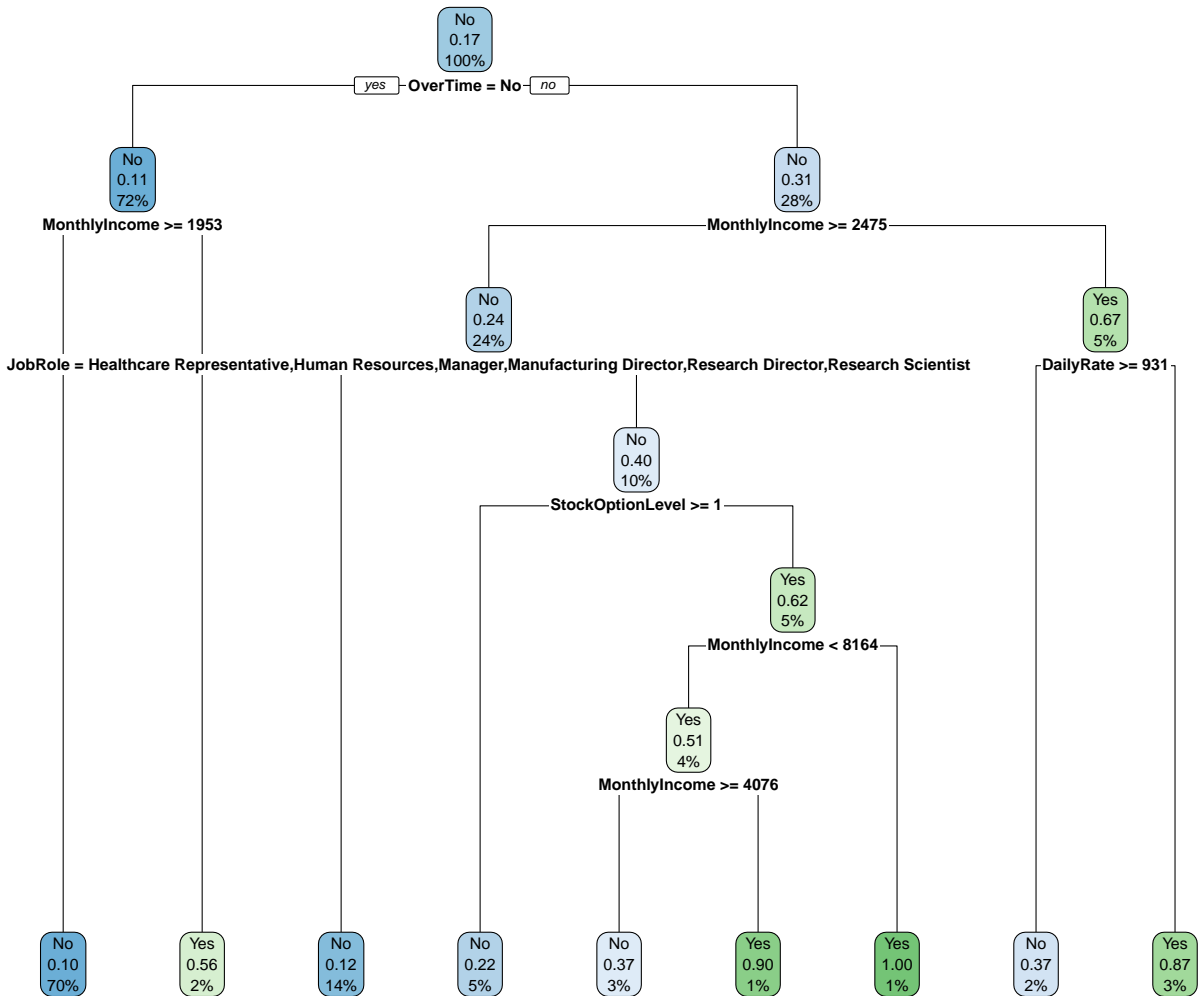 No
0.17
100%
yes OverTime = No no
No
0.11
72%
No
0.31
28%
MonthlyIncome >= 1953
MonthlyIncome >= 2475
No
0.24
24%
Yes
0.67
5%
JobRole = Healthcare Representative,Human Resources,Manager,Manufacturing Director,Research Director,Research Scientist
DailyRate >= 931
No
0.40
10%
StockOptionLevel >= 1
Yes
0.62
5%
MonthlyIncome < 8164
Yes
0.51
4%
MonthlyIncome >= 4076
No
0.10
70%
Yes
0.56
2%
No
0.12
14%
No
0.22
5%
No
0.37
3%
Yes
0.90
1%
Yes
1.00
1%
No
0.37
2%
Yes
0.87
3%